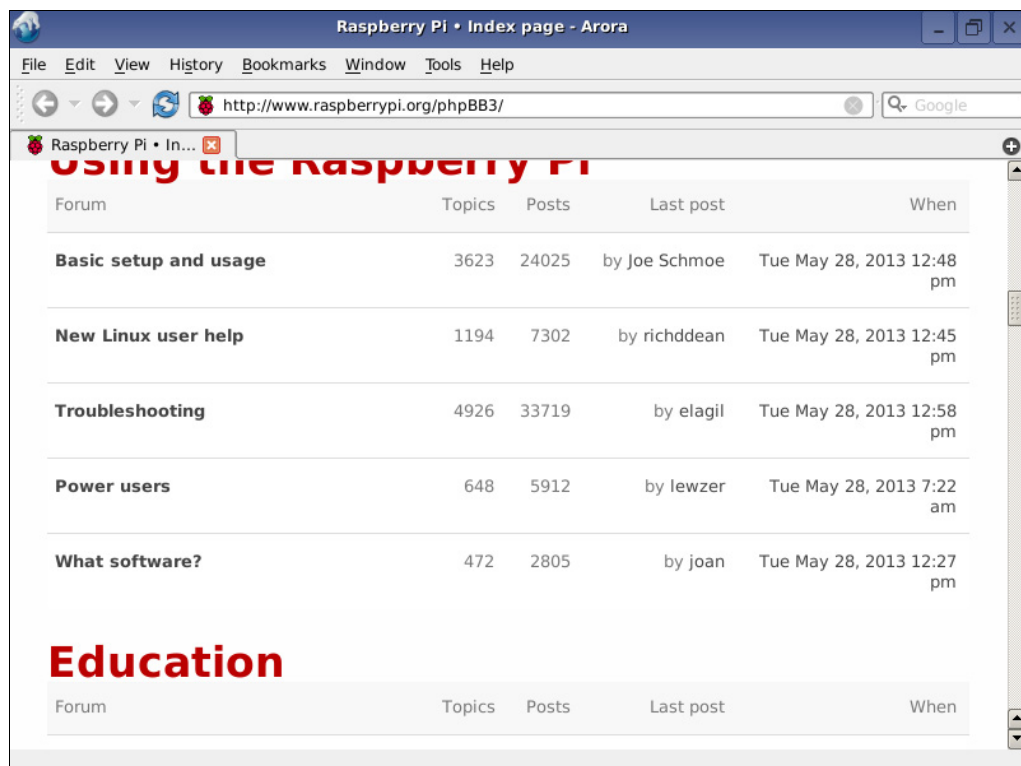 Raspberry Pi • Index page - Arora
File Edit View History Bookmarks Window Tools Help
http://www.raspberrypi.org/phpBB3/ Google
Raspberry Pi • In...
Using the Raspberry Pi
Forum Topics Posts Last post When
Basic setup and usage 3623 24025 by Joe Schmoe Tue May 28, 2013 12:48
pm
New Linux user help 1194 7302 by richddean Tue May 28, 2013 12:45
pm
Troubleshooting 4926 33719 by elagil Tue May 28, 2013 12:58
pm
Power users 648 5912 by lewzer Tue May 28, 2013 7:22
am
What software? 472 2805 by joan Tue May 28, 2013 12:27
pm
Education
Forum Topics Posts Last post When